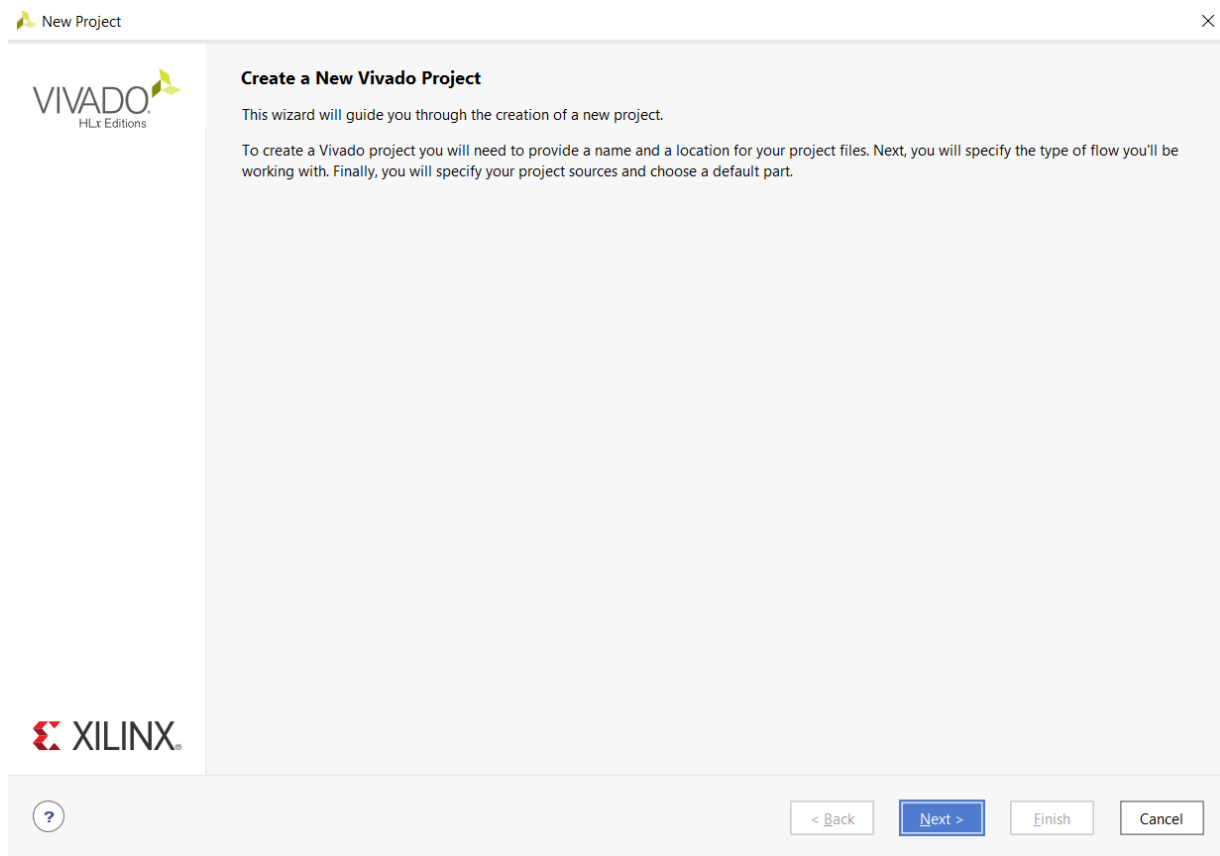 New Project
VIVADO.
HLx Editions
Create a New Vivado Project
This wizard will guide you through the creation of a new project.
To create a Vivado project you will need to provide a name and a location for your project files. Next, you will specify the type of flow you'll be
working with. Finally, you will specify your project sources and choose a default part.
XILINX®
?
< Back
Next >
Finish
Cancel